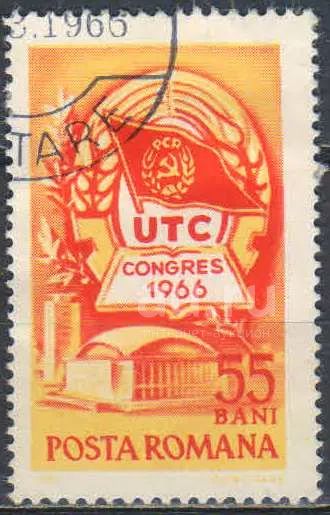 3.1966
TARE
PCR
UTC
CONGRES
1966
55
BANI
POSTA ROMANA